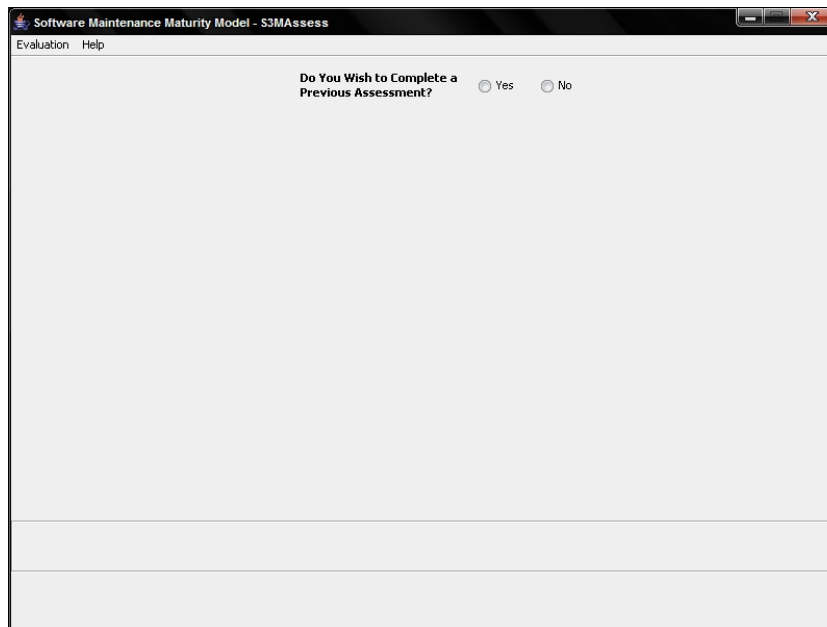 Software Maintenance Maturity Model - S3MAssess
Evaluation Help
Do You Wish to Complete a
Previous Assessment?
Yes No